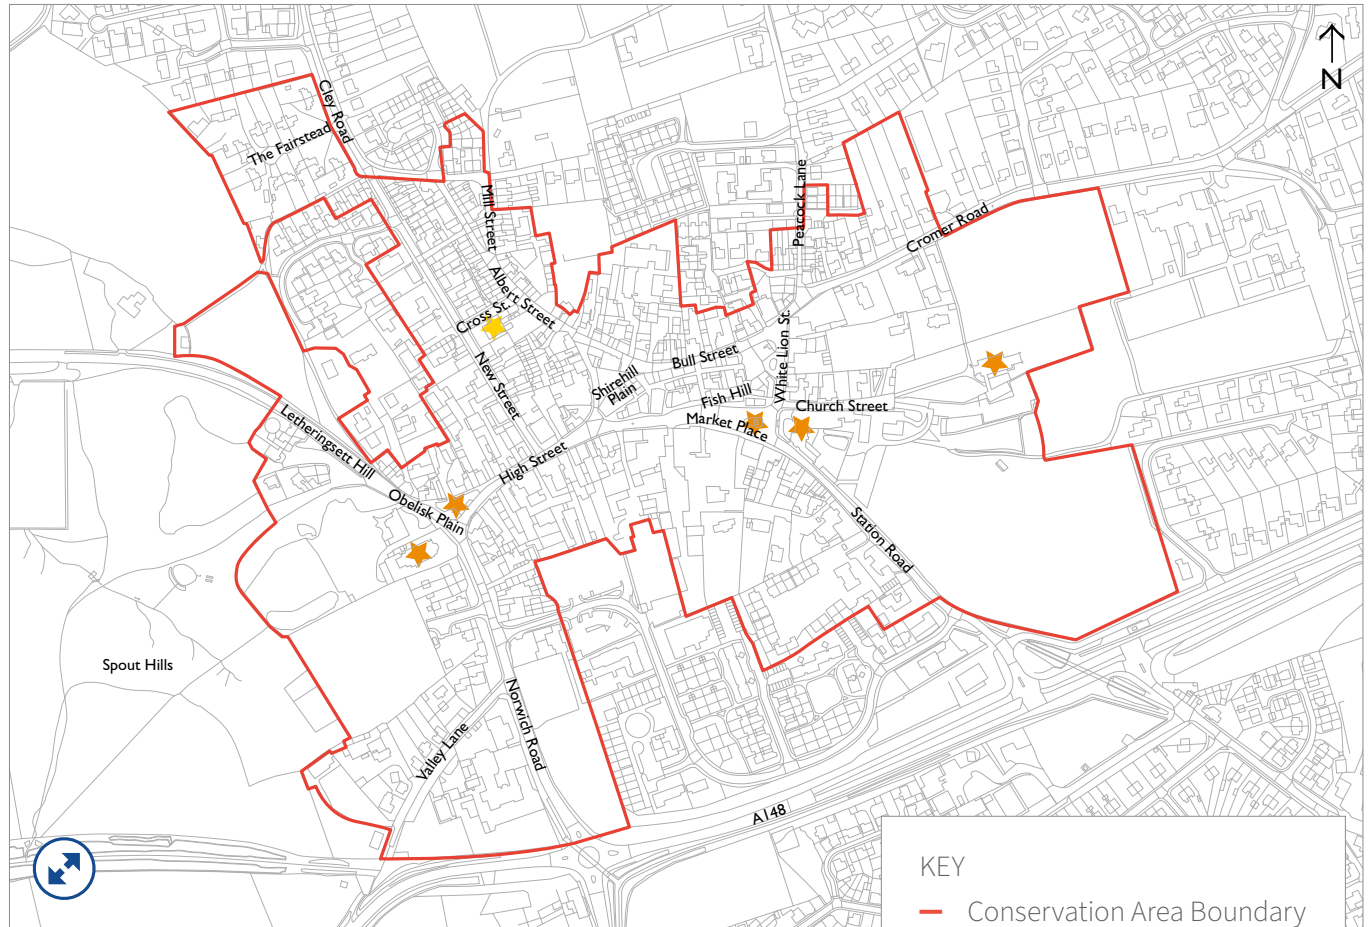 N
Cley Road
The Fairstead
Mill Street
Peacock Lane
Cromer Road
Albert Street
Cross St.
New Street
Shirehill
Plain
Bull Street
White Lion St.
Fish Hill
Church Street
Market Place
Letheringsett Hill
High Street
Obelisk Plain
Station Road
Spout Hills
Norwich Road
Valley Lane
A148
KEY
Conservation Area Boundary